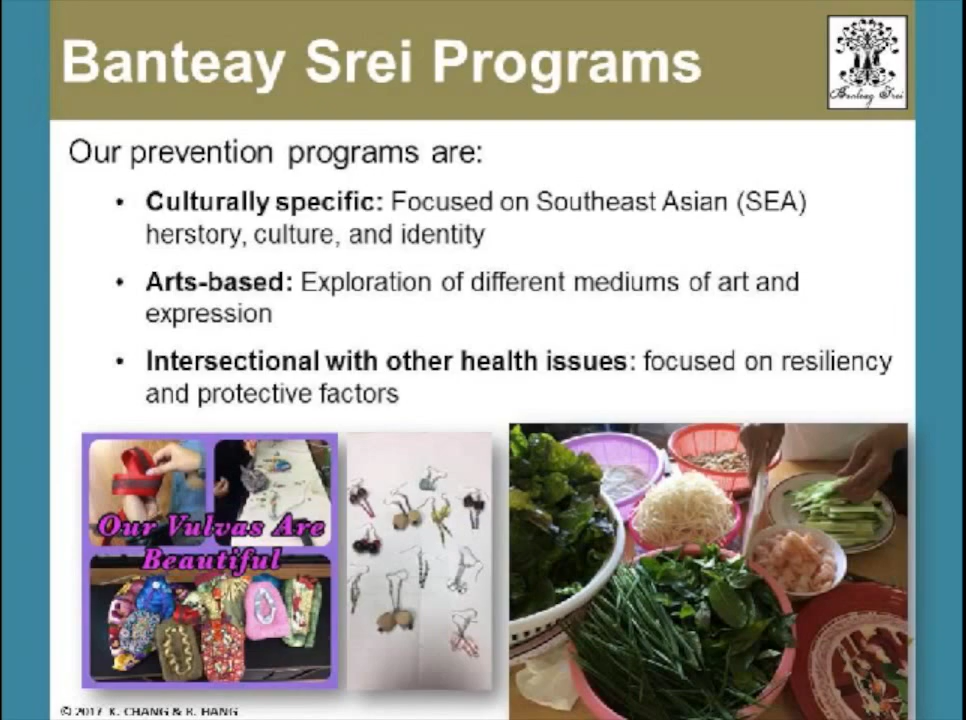 Banteay Srei Programs
Banteay Srei
Our prevention programs are:
• Culturally specific: Focused on Southeast Asian (SEA)
herstory, culture, and identity
• Arts-based: Exploration of different mediums of art and
expression
• Intersectional with other health issues: focused on resiliency
and protective factors
Our Vulvas Are
Beautiful
© 2017 K. CHANG & R. HANG